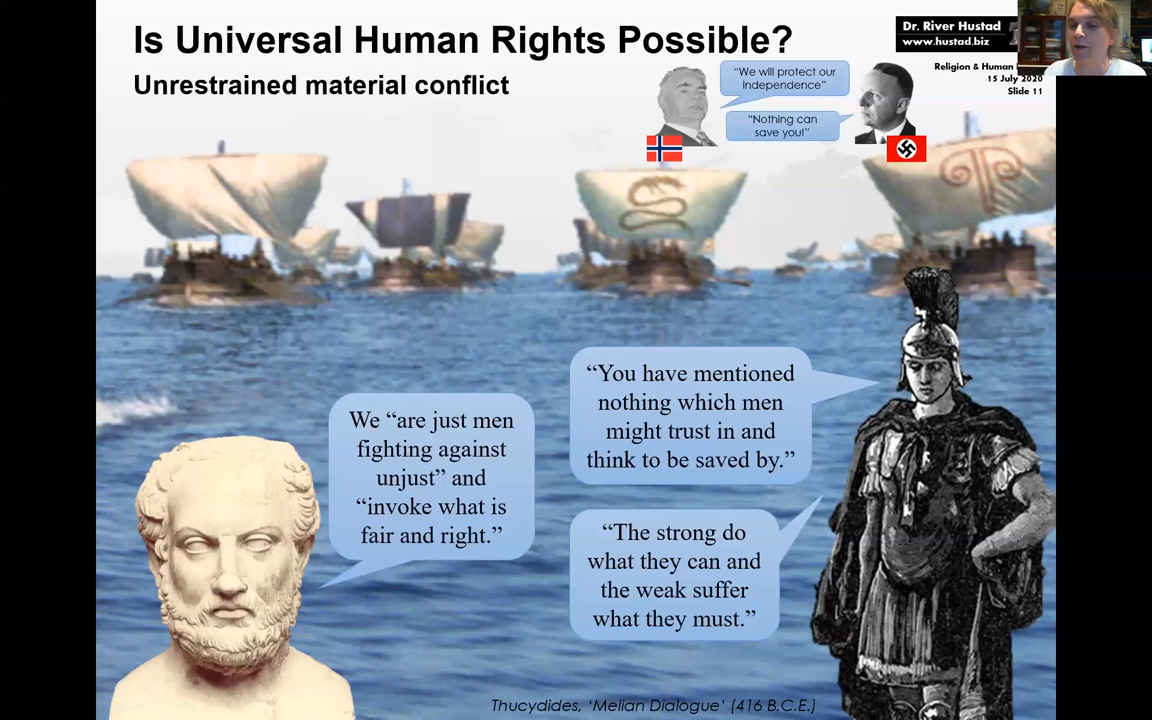 Is Universal Human Rights Possible?
Unrestrained material conflict
Dr. River Hustad
www.hustad.biz
Religion & Human
15 July 2020
Slide 11
“We will protect our
independence”
“Nothing can
save you!”
“You have mentioned
nothing which men
might trust in and
think to be saved by.”
We “are just men
fighting against
unjust” and
“invoke what is
fair and right.”
“The strong do
what they can and
the weak suffer
what they must.”
Thucydides, ‘Melian Dialogue’ (416 B.C.E.)